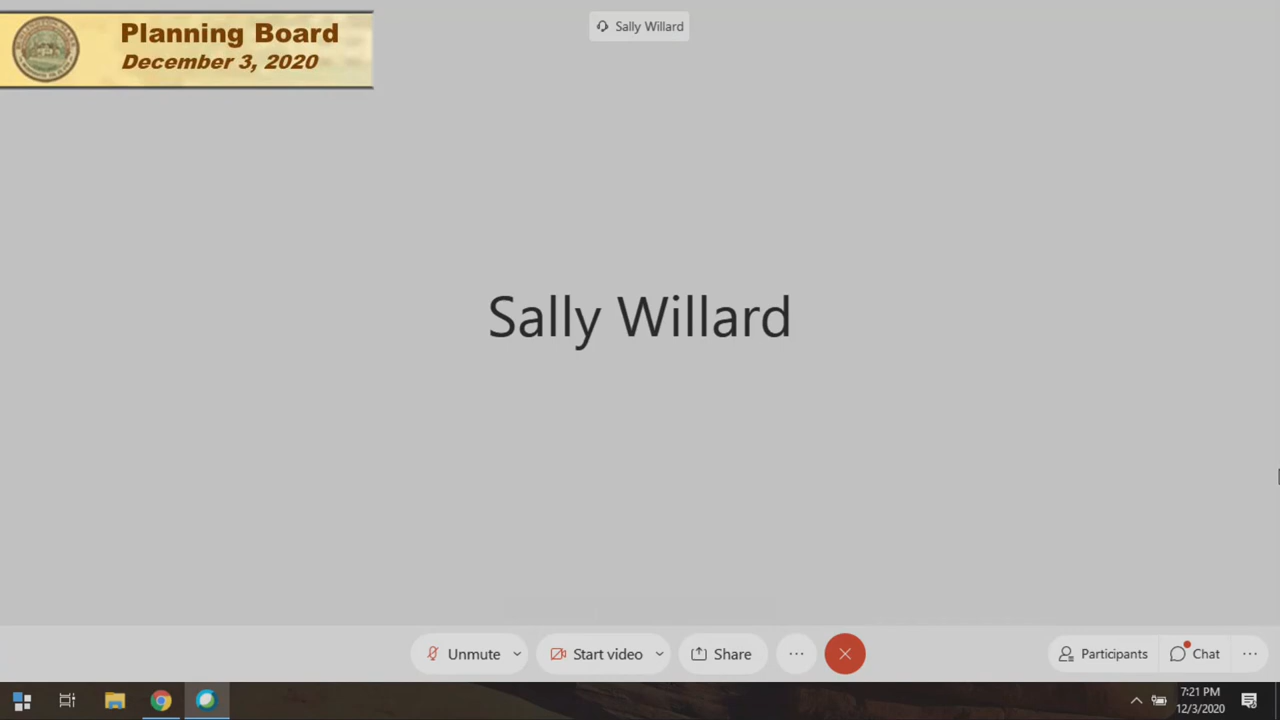 Planning Board
December 3, 2020
Sally Willard
Sally Willard
Unmute
Start video
Share
Participants
Chat
7:21 PM
12/3/2020